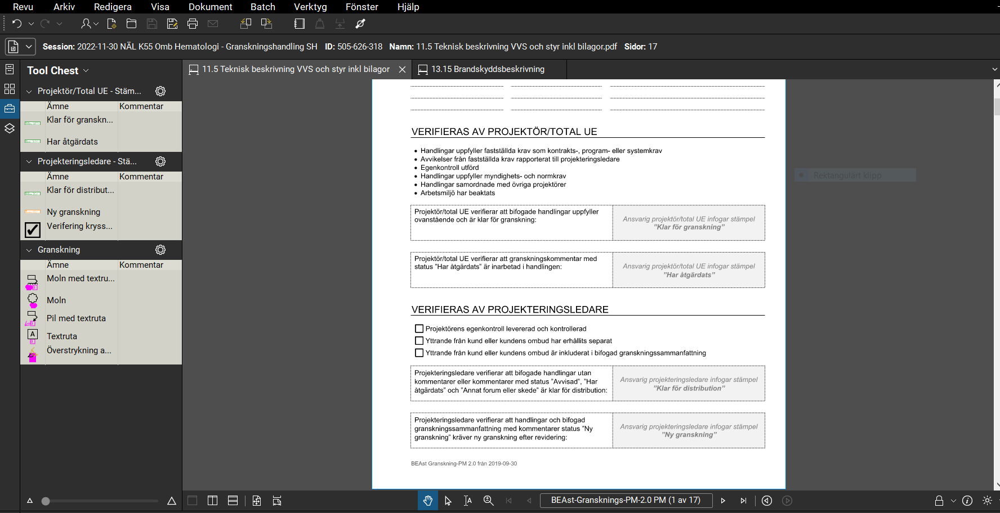 Revu Arkiv Redigera Visa Dokument Batch Verktyg Fönster Hjälp
Session: 2022-11-30 NÄL K55 Omb Hematologi - Granskningshandling SH ID: 505-626-318 Namn: 11.5 Teknisk beskrivning VVS och styr inkl bilagor.pdf Sidor: 17
Tool Chest
11.5 Teknisk beskrivning VVS och styr inkl bilagor
13.15 Brandskyddsbeskrivning
Projektör/Total UE - Stäm...
Ämne Kommentar
Klar för granskn...
Har åtgärdats
Projekteringsledare - Stä...
Ämne Kommentar
Klar för distribut...
Ny granskning
Verifering kryss...
Granskning
Ämne Kommentar
Moln med textru...
Moln
Pil med textruta
A
Textruta
Överstrykning a...
VERIFIERAS AV PROJEKTÖR/TOTAL UE
• Handlingar uppfyller fastställda krav som kontrakts-, program- eller systemkrav
• Avvikelser från fastställda krav rapporterat till projekteringsledare
• Egenkontroll utförd
• Handlingar uppfyller myndighets- och normkrav
• Handlingar samordnade med övriga projektörer
• Arbetsmiljö har beaktats
Projektör/total UE verifierar att bifogade handlingar uppfyller
ovanstående och är klar för granskning:
Ansvarig projektör/total UE infogar stämpel
"Klar för granskning"
Projektör/total UE verifierar att granskningskommentar med
status "Har åtgärdats" är inarbetad i handlingen:
Ansvarig projektör/total UE infogar stämpel
"Har åtgärdats"
VERIFIERAS AV PROJEKTERINGSLEDARE
Projektörens egenkontroll levererad och kontrollerad
Yttrande från kund eller kundens ombud har erhållits separat
Yttrande från kund eller kundens ombud är inkluderat i bifogad granskningssammanfattning
Projekteringsledare verifierar att bifogade handlingar utan
kommentarer eller kommentarer med status "Avvisad", "Har
åtgärdats" och "Annat forum eller skede" är klar för distribution:
Ansvarig projekteringsledare infogar stämpel
"Klar för distribution"
Projekteringsledare verifierar att handlingar och bifogad
granskningssammanfattning med kommentarer status "Ny
granskning" kräver ny granskning efter revidering:
Ansvarig projekteringsledare infogar stämpel
"Ny granskning"
BEAst Granskning-PM 2.0 från 2019-09-30
Rektangulärt klipp
BEAst-Gransknings-PM-2.0 PM (1 av 17)